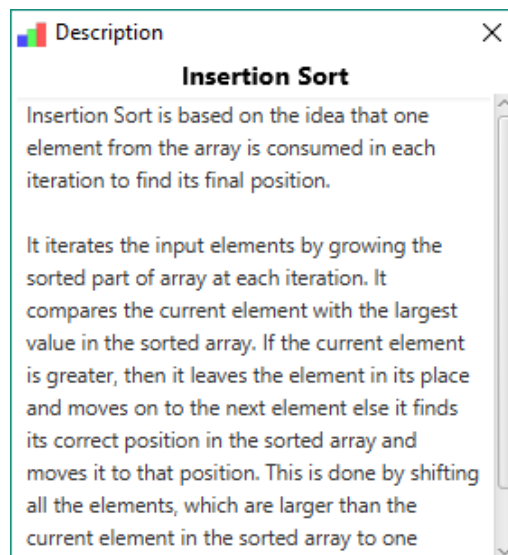 Description
Insertion Sort
Insertion Sort is based on the idea that one
element from the array is consumed in each
iteration to find its final position.
It iterates the input elements by growing the
sorted part of array at each iteration. It
compares the current element with the largest
value in the sorted array. If the current element
is greater, then it leaves the element in its place
and moves on to the next element else it finds
its correct position in the sorted array and
moves it to that position. This is done by shifting
all the elements, which are larger than the
current element in the sorted array to one